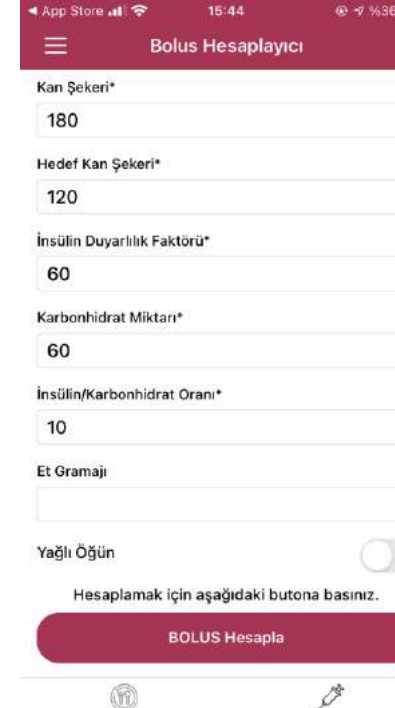 ◀ App Store 15:44 %36
Bolus Hesaplayıcı
Kan Şekeri*
180
Hedef Kan Şekeri*
120
İnsülin Duyarlılık Faktörü*
60
Karbonhidrat Miktarı*
60
İnsülin/Karbonhidrat Oranı*
10
Et Gramajı
Yağlı Öğün
Hesaplamak için aşağıdaki butona basınız.
BOLUS Hesapla